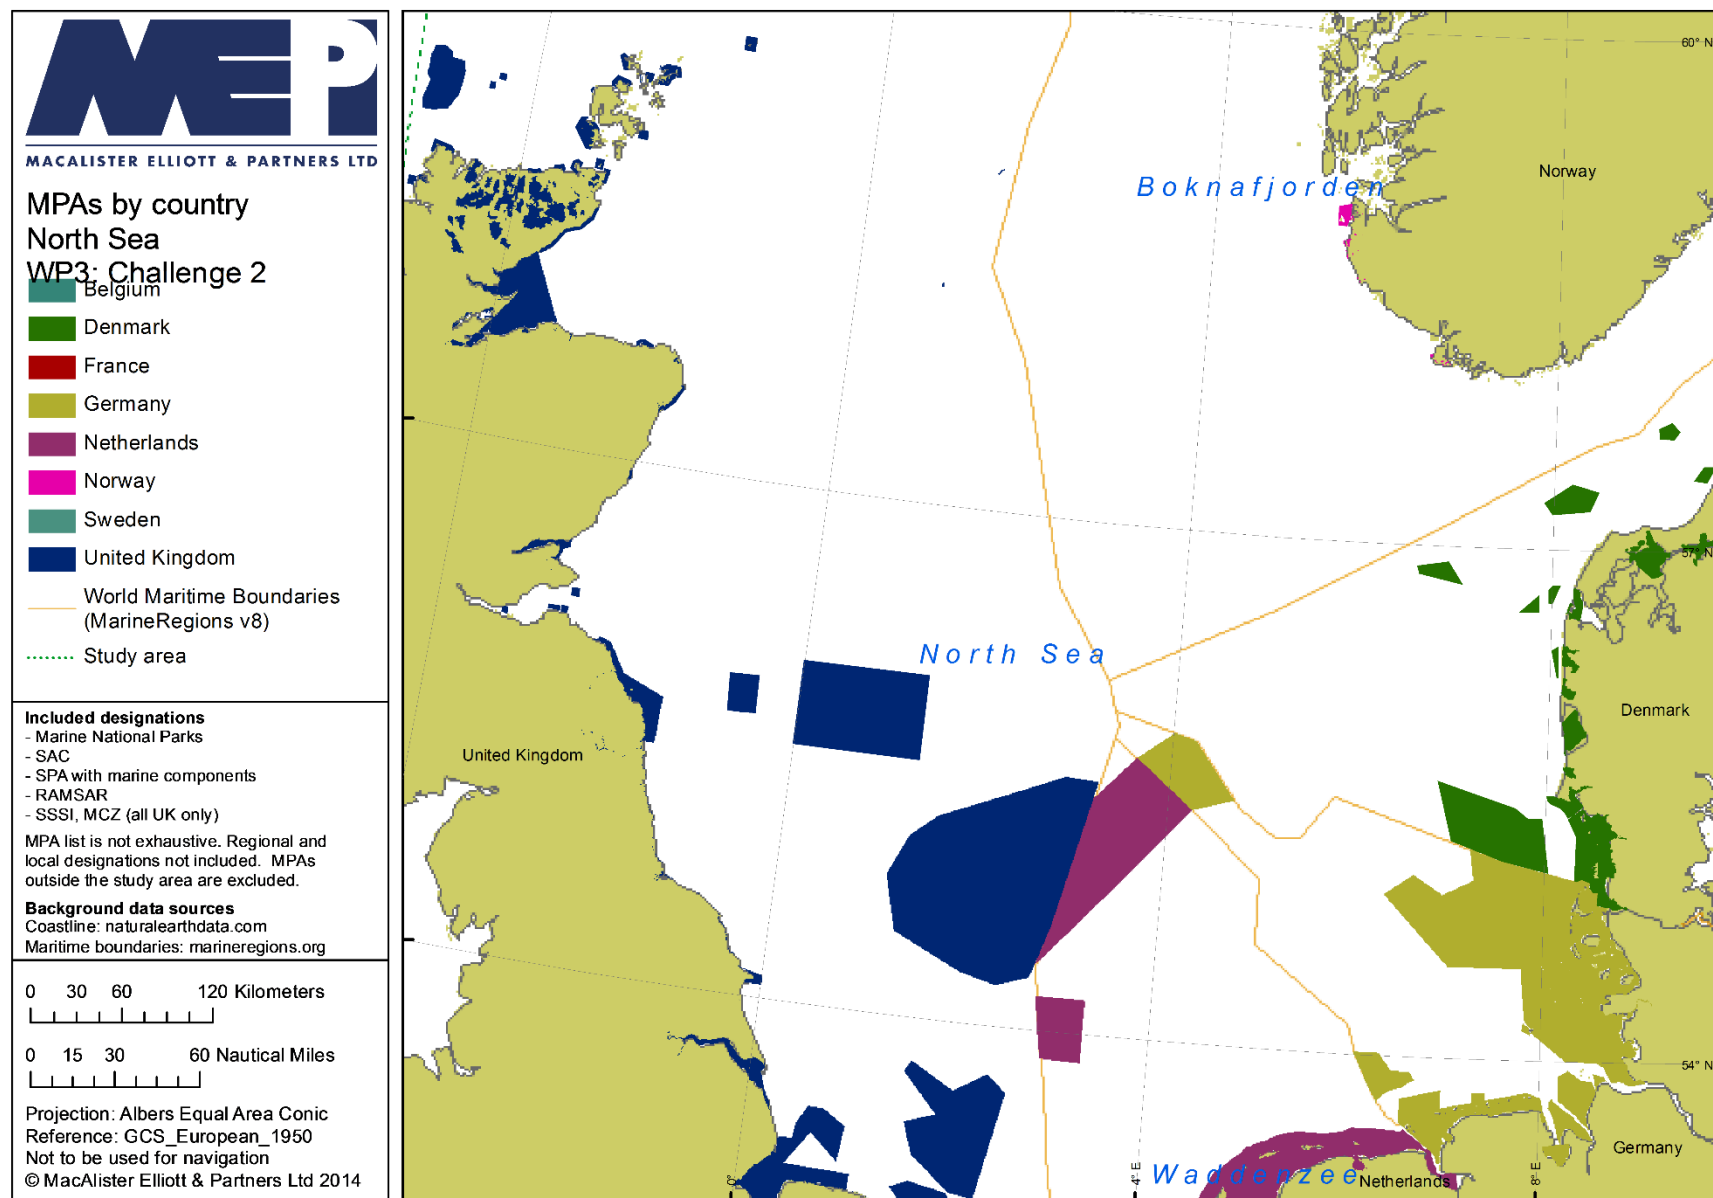 MEP
MACALISTER ELLIOTT & PARTNERS LTD
MPAs by country
North Sea
WP3: Challenge 2
Belgium
Denmark
France
Germany
Netherlands
Norway
Sweden
United Kingdom
World Maritime Boundaries
(MarineRegions v8)
Study area
Included designations
- Marine National Parks
- SAC
- SPA with marine components
- RAMSAR
- SSSI, MCZ (all UK only)
MPA list is not exhaustive. Regional and
local designations not included. MPAs
outside the study area are excluded.
Background data sources
Coastline: naturalearthdata.com
Maritime boundaries: marineregions.org
0 30 60 120 Kilometers
0 15 30 60 Nautical Miles
Projection: Albers Equal Area Conic
Reference: GCS_European_1950
Not to be used for navigation
© MacAlister Elliott & Partners Ltd 2014
60° N
Norway
Boknafjorden
57° N
North Sea
Denmark
United Kingdom
54° N
Germany
Waddenzee
Netherlands
0°
4° E
8° E